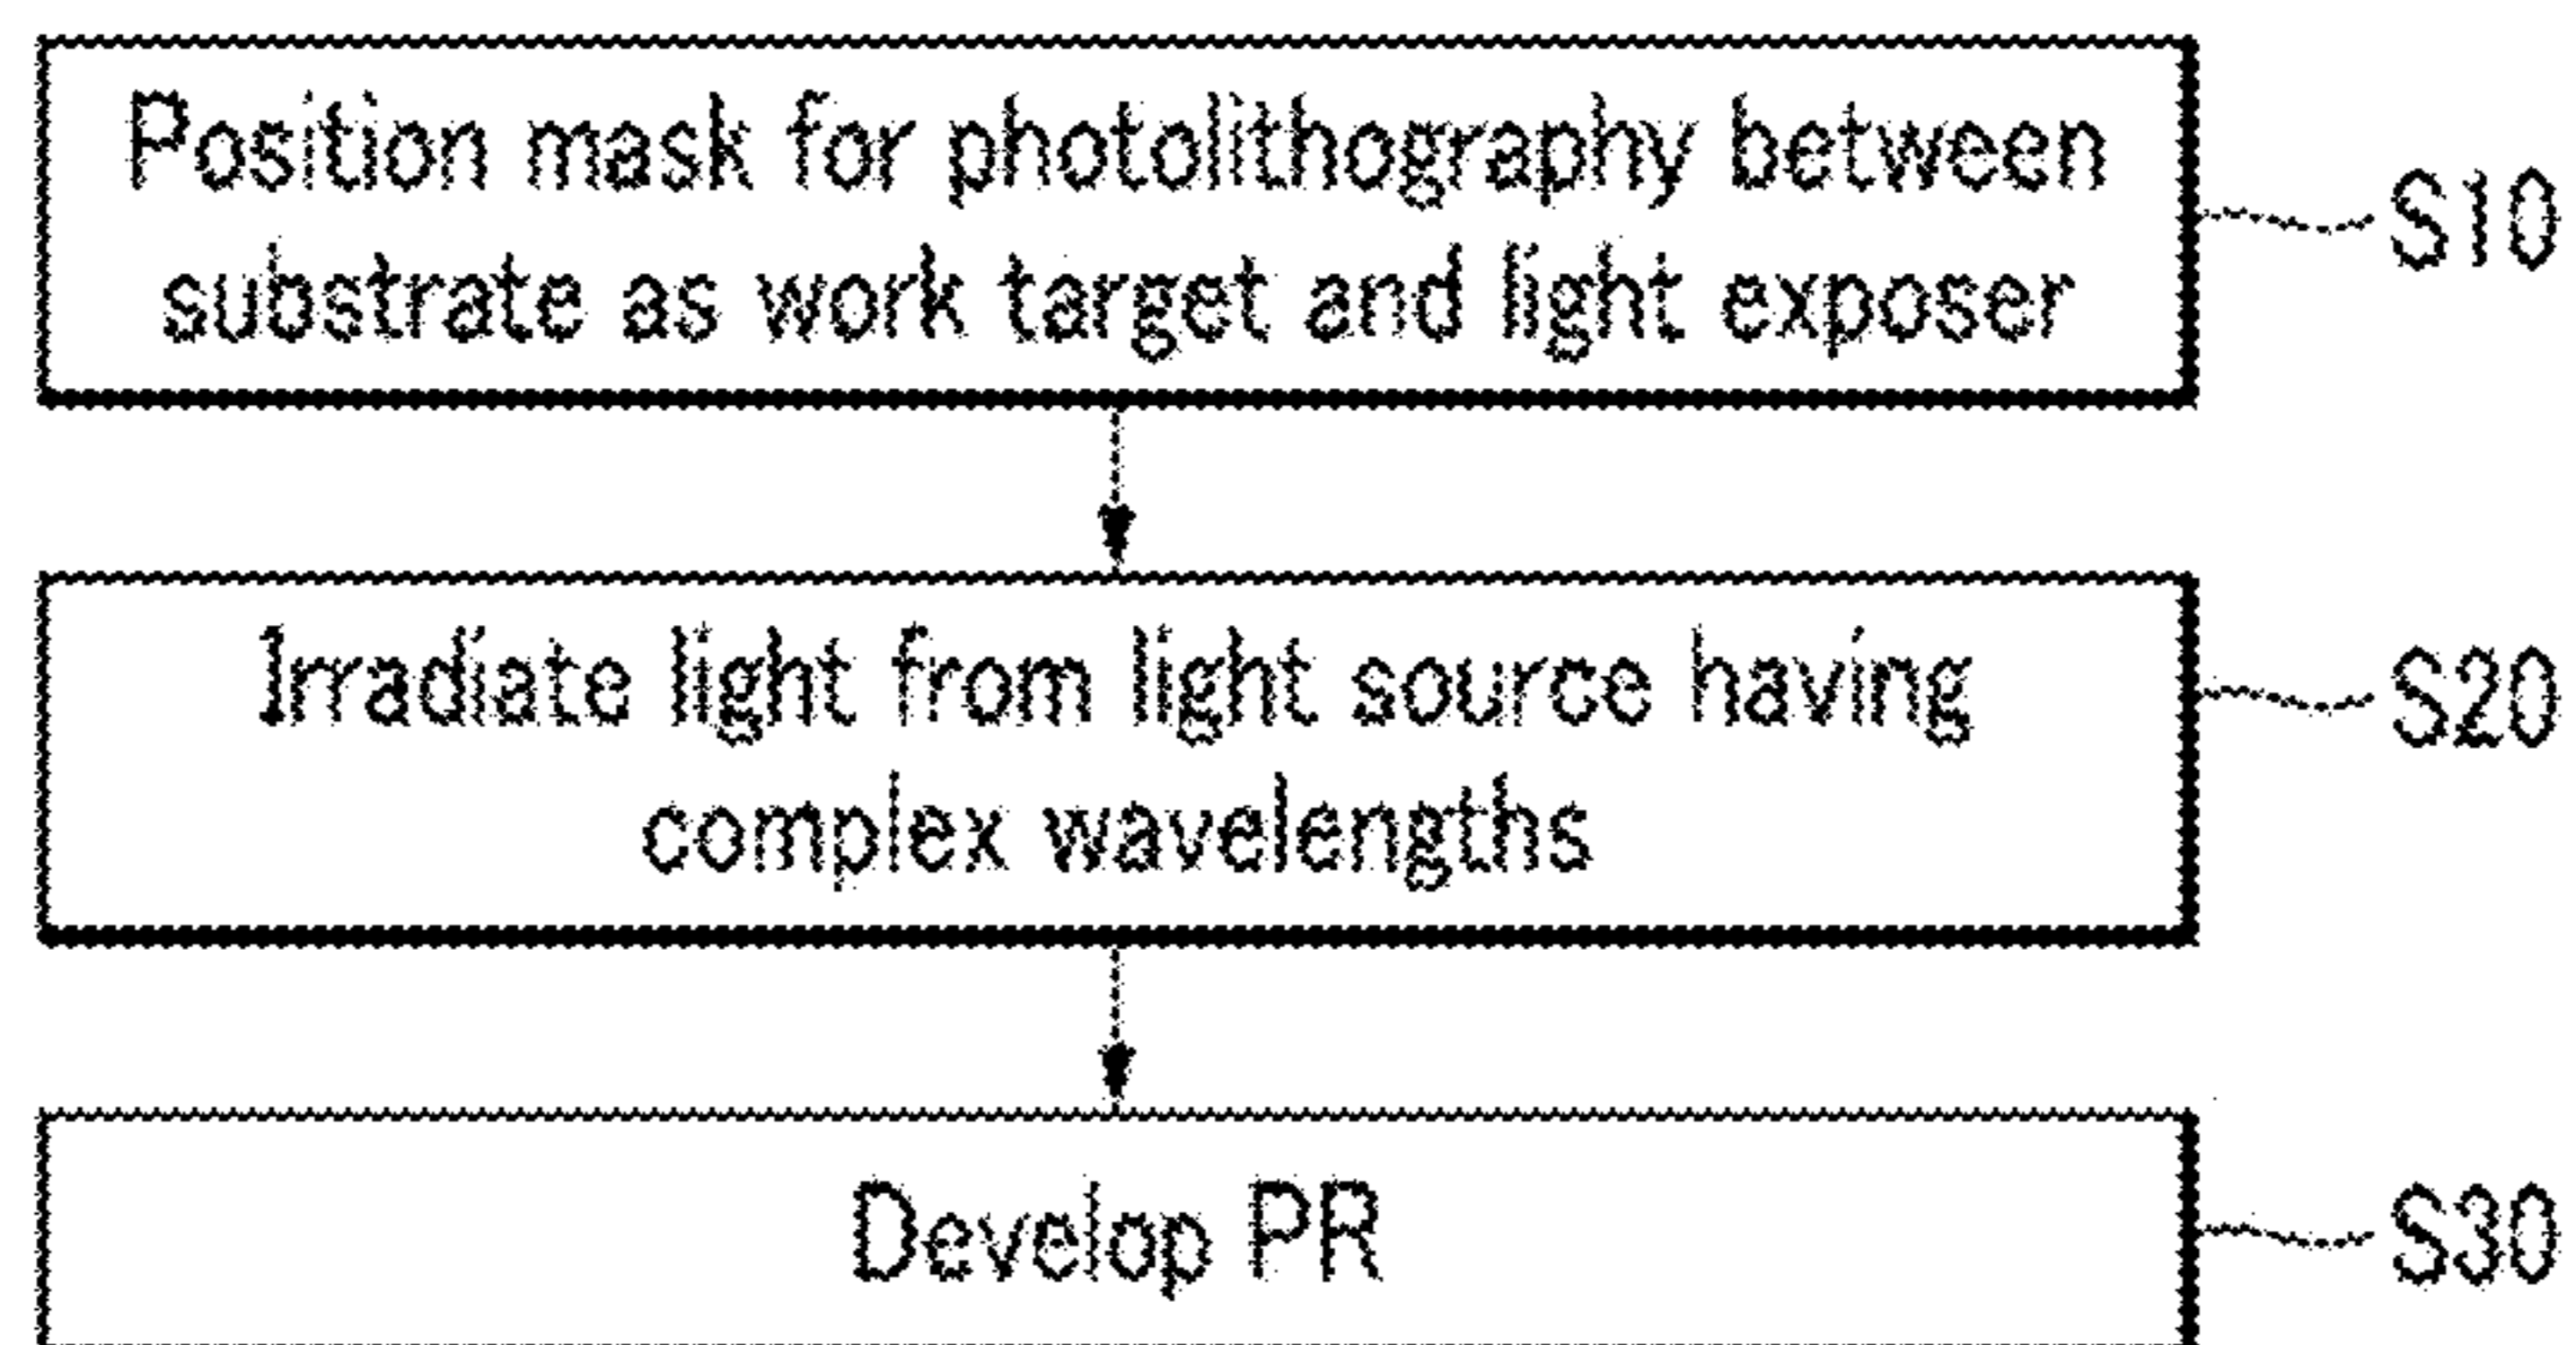 Position mask for photolithography between
substrate as work target and light exposer
S10
Irradiate light from light source having
complex wavelengths
S20
Develop PR
S30